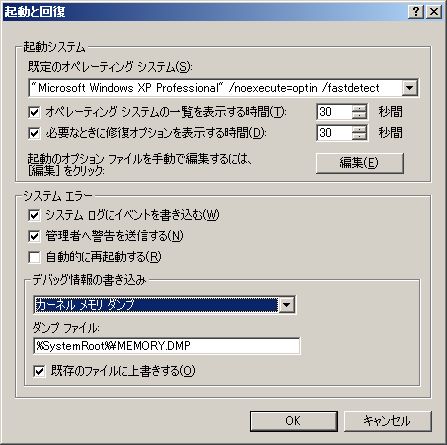 起動と回復
起動システム
既定のオペレーティング システム(S):
"Microsoft Windows XP Professional" /noexecute=optin /fastdetect
オペレーティング システムの一覧を表示する時間(T): 30 秒間
必要なときに修復オプションを表示する時間(D): 30 秒間
起動のオプション ファイルを手動で編集するには、
[編集] をクリック:
編集(E)
システム エラー
システム ログにイベントを書き込む(W)
管理者へ警告を送信する(N)
自動的に再起動する(R)
デバッグ情報の書き込み
カーネル メモリ ダンプ
ダンプ ファイル:
%SystemRoot%¥MEMORY.DMP
既存のファイルに上書きする(O)
OK キャンセル